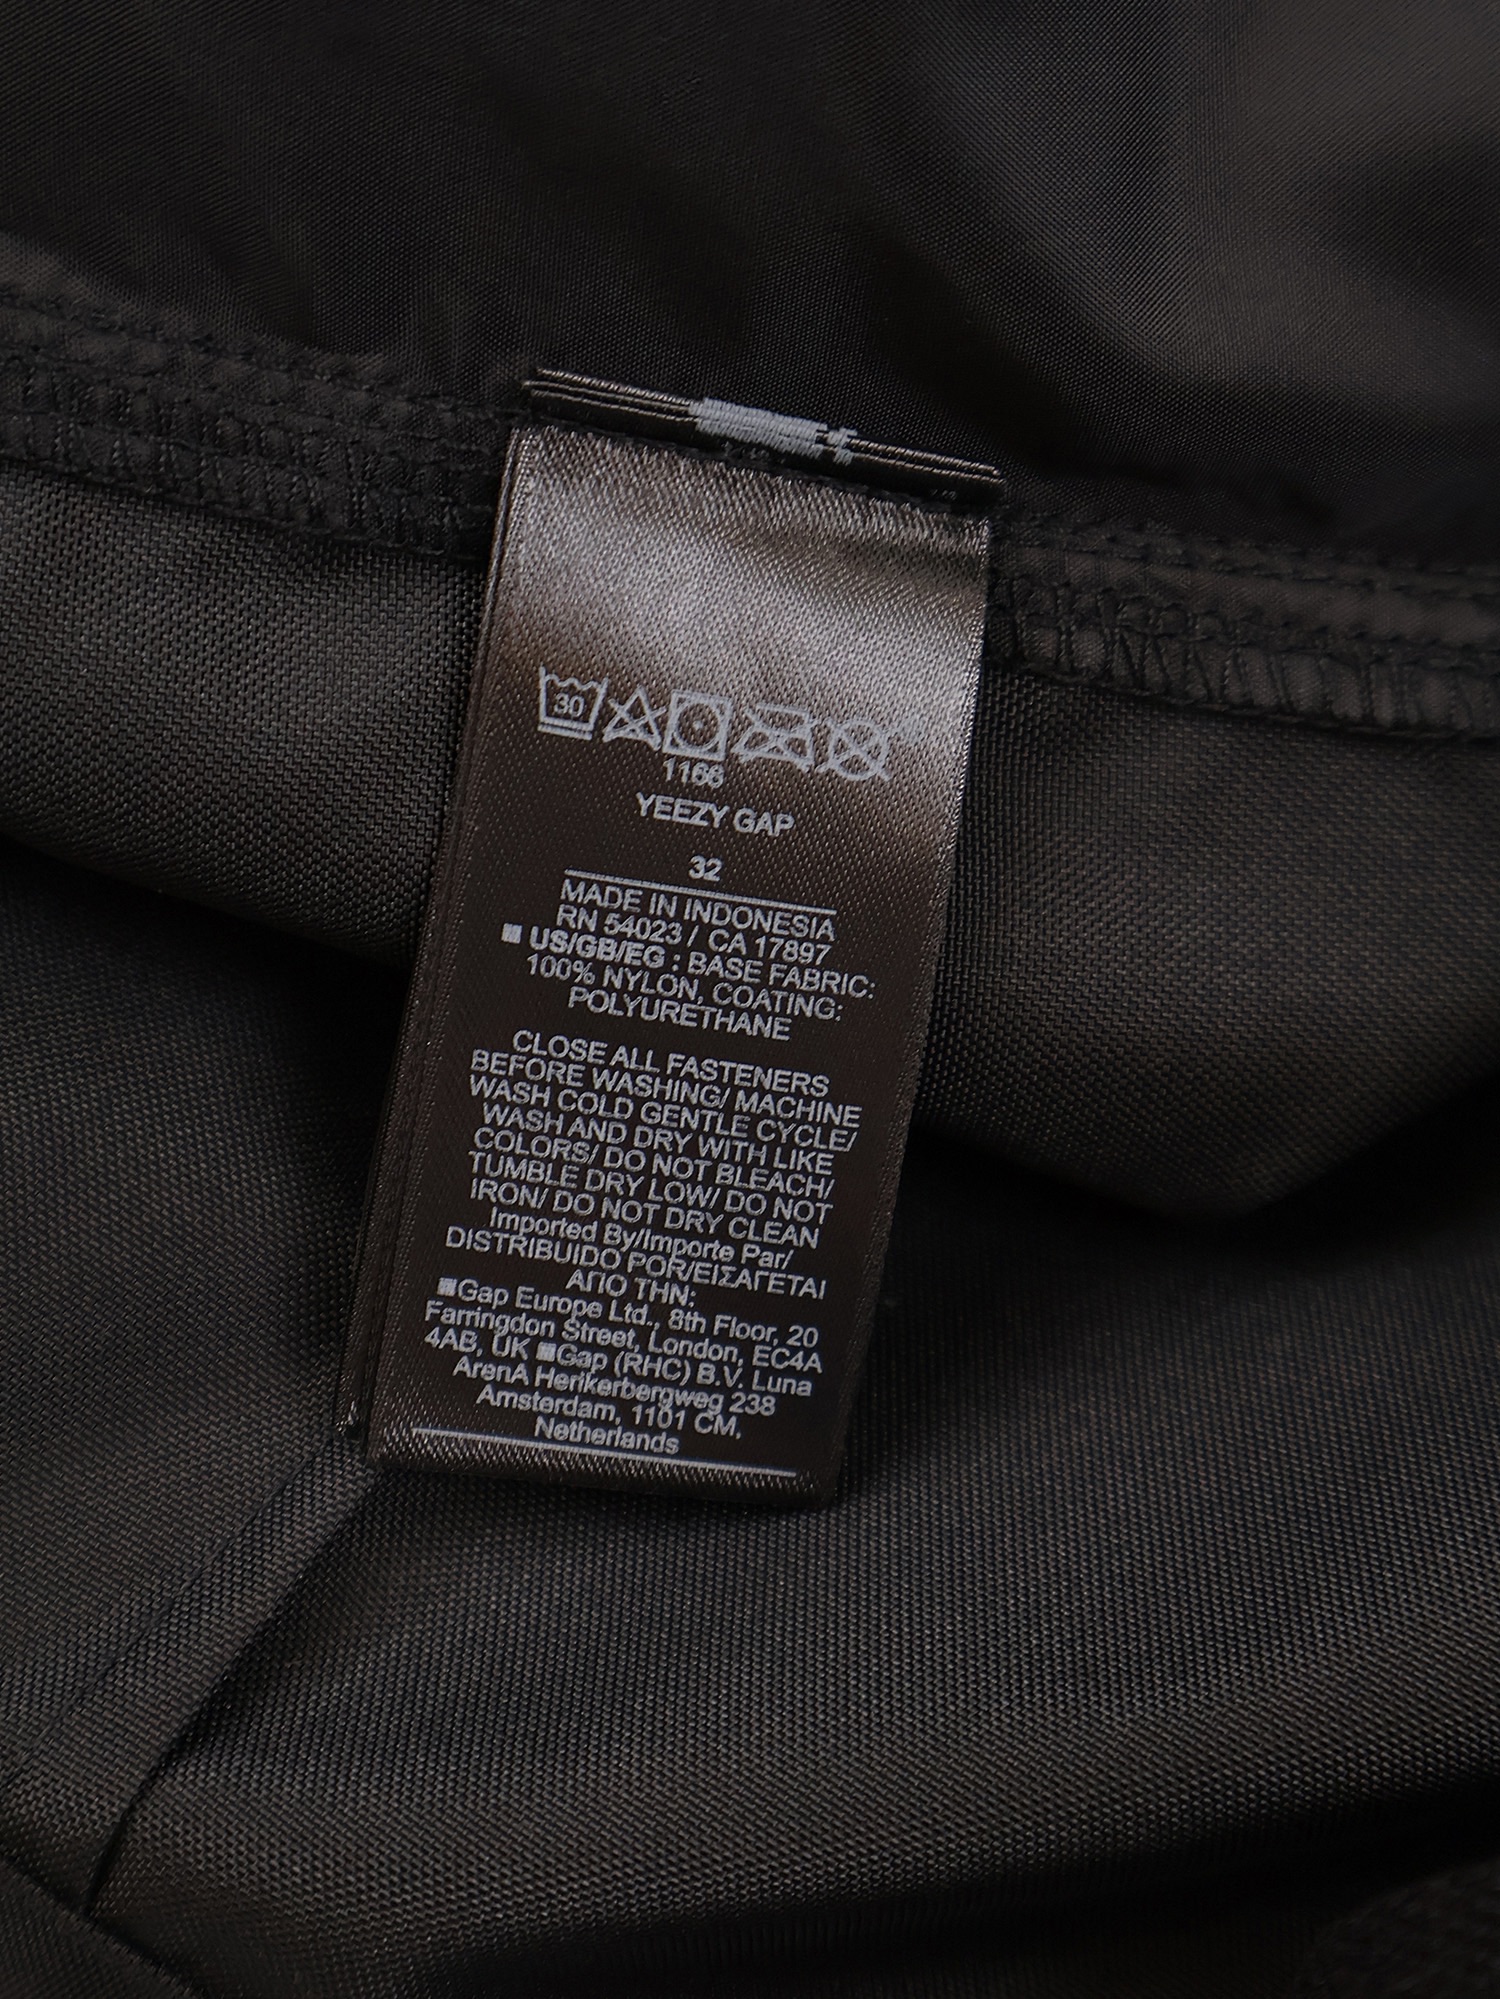 30
1166
YEEZY GAP
32
MADE IN INDONESIA
RN 54023 / CA 17897
■ US/GB/EG : BASE FABRIC:
100% NYLON, COATING:
POLYURETHANE
CLOSE ALL FASTENERS
BEFORE WASHING/ MACHINE
WASH COLD GENTLE CYCLE/
WASH AND DRY WITH LIKE
COLORS/ DO NOT BLEACH/
TUMBLE DRY LOW/ DO NOT
IRON/ DO NOT DRY CLEAN
Imported By/Importe Par/
DISTRIBUIDO POR/ΕΙΣΑΓΕΤΑΙ
ΑΠΟ ΤΗΝ:
■Gap Europe Ltd., 8th Floor, 20
Farringdon Street, London, EC4A
4AB, UK ■Gap (RHC) B.V. Luna
ArenA Herikerbergweg 238
Amsterdam, 1101 CM,
Netherlands